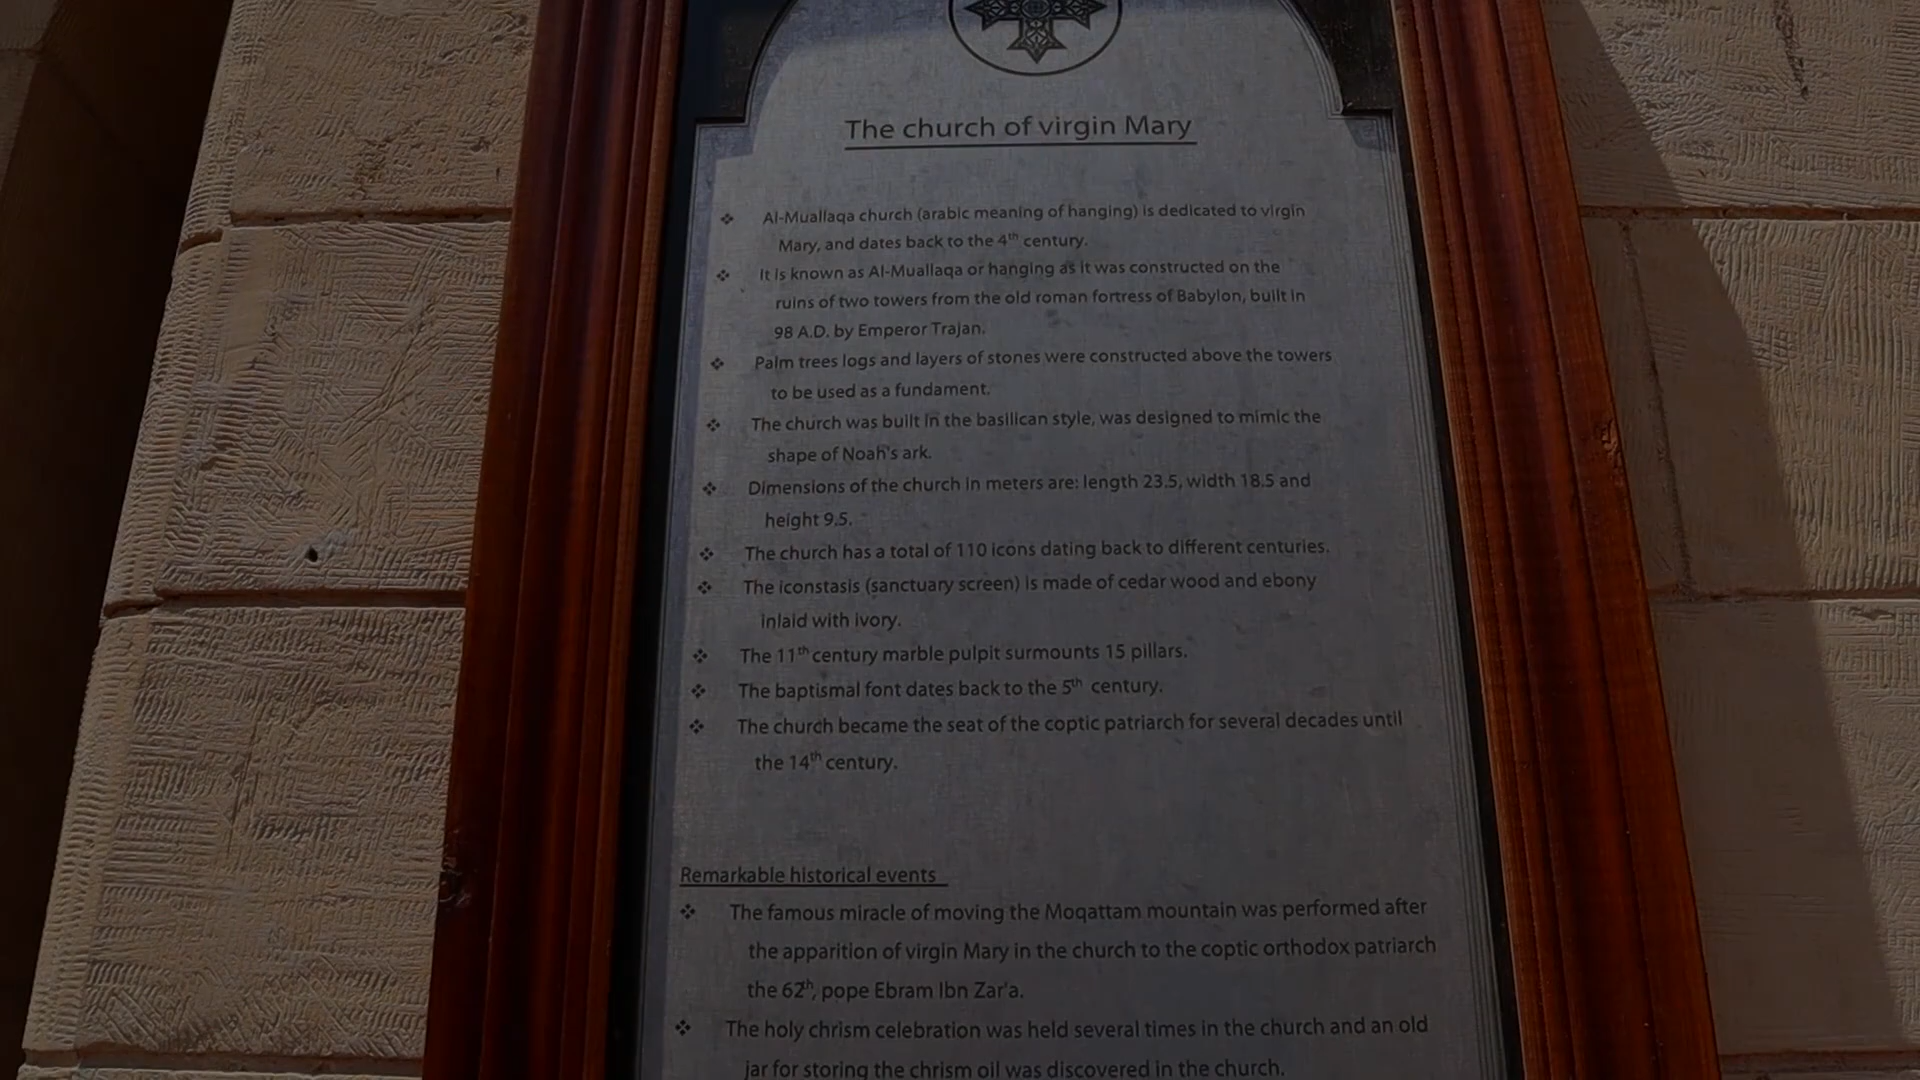 The church of virgin Mary
❖ Al-Muallaqa church (arabic meaning of hanging) is dedicated to virgin
Mary, and dates back to the 4th century.
❖ It is known as Al-Muallaqa or hanging as it was constructed on the
ruins of two towers from the old roman fortress of Babylon, built in
98 A.D. by Emperor Trajan.
❖ Palm trees logs and layers of stones were constructed above the towers
to be used as a fundament.
❖ The church was built in the basilican style, was designed to mimic the
shape of Noah's ark.
❖ Dimensions of the church in meters are: length 23.5, width 18.5 and
height 9.5.
❖ The church has a total of 110 icons dating back to different centuries.
❖ The iconstasis (sanctuary screen) is made of cedar wood and ebony
inlaid with ivory.
❖ The 11th century marble pulpit surmounts 15 pillars.
❖ The baptismal font dates back to the 5th century.
❖ The church became the seat of the coptic patriarch for several decades until
the 14th century.
Remarkable historical events
❖ The famous miracle of moving the Moqattam mountain was performed after
the apparition of virgin Mary in the church to the coptic orthodox patriarch
the 62th, pope Ebram Ibn Zar'a.
❖ The holy chrism celebration was held several times in the church and an old
jar for storing the chrism oil was discovered in the church.